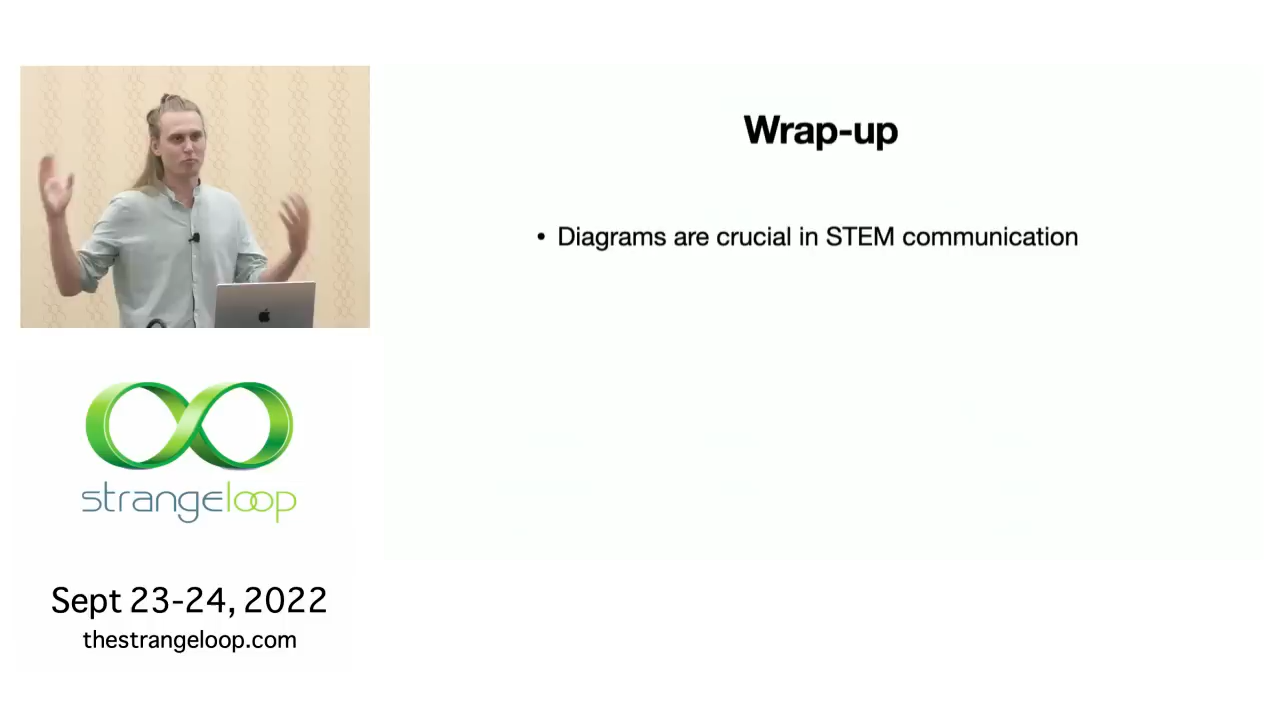 Wrap-up
• Diagrams are crucial in STEM communication
strangeloop
Sept 23-24, 2022
thestrangeloop.com